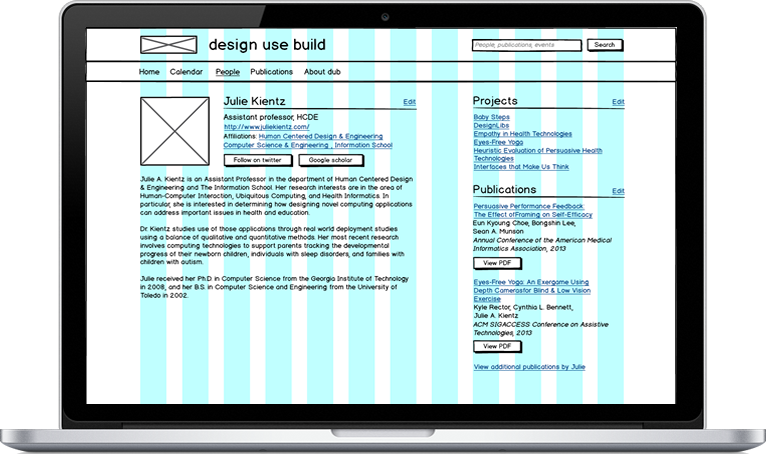 design use build
People, publications, events
Search
Home Calendar People Publications About dub
Julie Kientz
Edit
Assistant professor, HCDE
http://www.juliekientz.com/
Affiliations: Human Centered Design & Engineering
Computer Science & Engineering , Information School
Follow on twitter
Google scholar
Julie A. Kientz is an Assistant Professor in the department of Human Centered Design
& Engineering and The Information School. Her research interests are in the area of
Human-Computer Interaction, Ubiquitous Computing, and Health Informatics. In
particular, she is interested in determining how designing novel computing applications
can address important issues in health and education.
Dr. Kientz studies use of those applications through real world deployment studies
using a balance of qualitative and quantitative methods. Her most recent research
involves computing technologies to support parents tracking the developmental
progress of their newborn children, individuals with sleep disorders, and families with
children with autism.
Julie received her Ph.D. in Computer Science from the Georgia Institute of Technology
in 2008, and her B.S. in Computer Science and Engineering from the University of
Toledo in 2002.
Projects
Edit
Baby Steps
DesignLibs
Empathy in Health Technologies
Eyes-Free Yoga
Heuristic Evaluation of Persuasive Health
Technologies
Interfaces that Make Us Think
Publications
Edit
Persuasive Performance Feedback:
The Effect ofFraming on Self-Efficacy
Eun Kyoung Choe, Bongshin Lee,
Sean A. Munson
Annual Conference of the American Medical
Informatics Association, 2013
View PDF
Eyes-Free Yoga: An Exergame Using
Depth Camerasfor Blind & Low Vision
Exercise
Kyle Rector, Cynthia L. Bennett,
Julie A. Kientz
ACM SIGACCESS Conference on Assistive
Technologies, 2013
View PDF
View additional publications by Julie